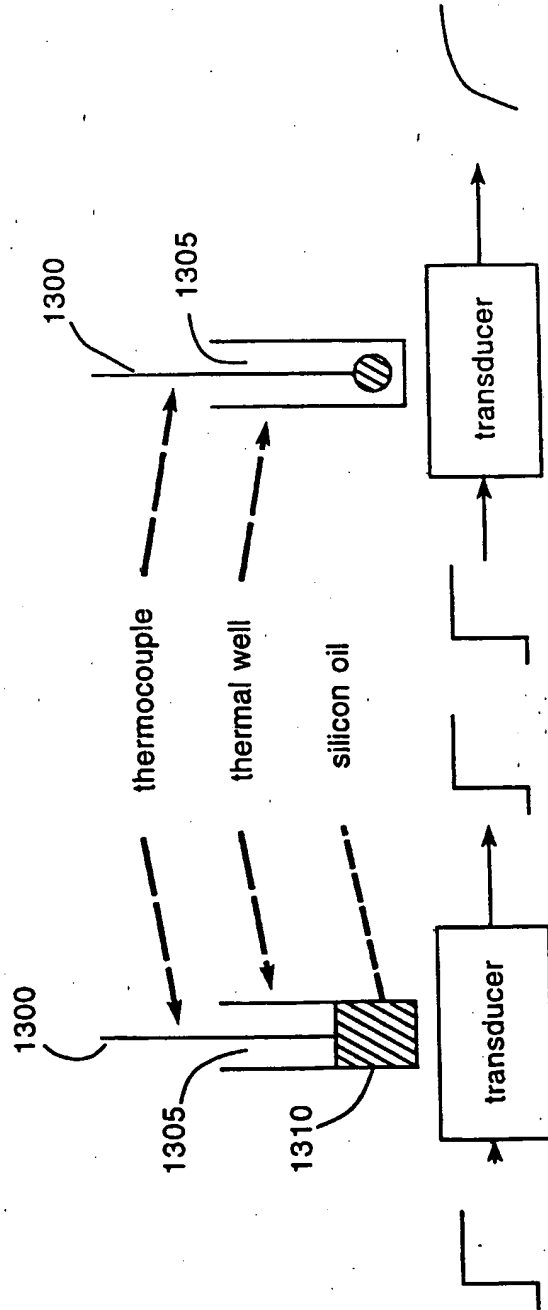 1300
1305
1310
thermocouple
thermal well
silicon oil
1300
1305
transducer
transducer